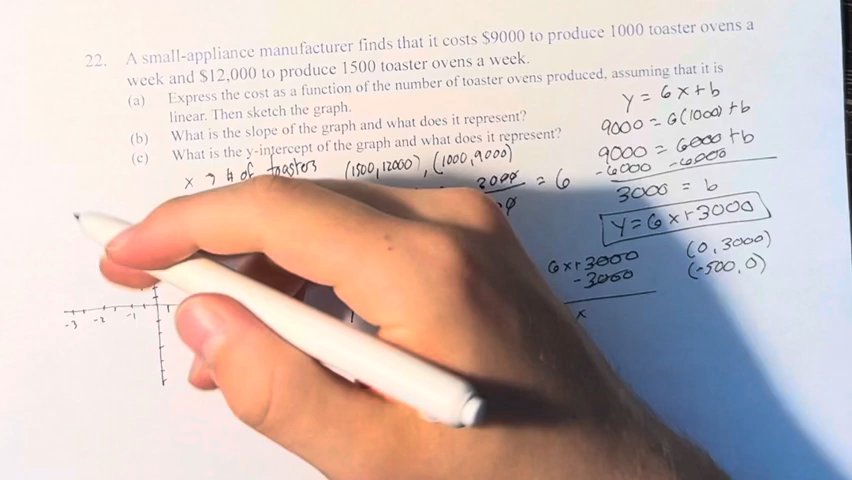 22. A small-appliance manufacturer finds that it costs $9000 to produce 1000 toaster ovens a
week and $12,000 to produce 1500 toaster ovens a week.
(a) Express the cost as a function of the number of toaster ovens produced, assuming that it is
linear. Then sketch the graph.
(b) What is the slope of the graph and what does it represent?
(c) What is the y-intercept of the graph and what does it represent?
x → # of toasters (1500,12000), (1000,9000)
3000 = 6
y = 6x+b
9000 = 6(1000)+b
9000 = 6000+b
-6000 -6000
3000 = b
y=6x+3000
6x+3000
-3000
x
(0,3000)
(-500,0)
-3 -2 -1